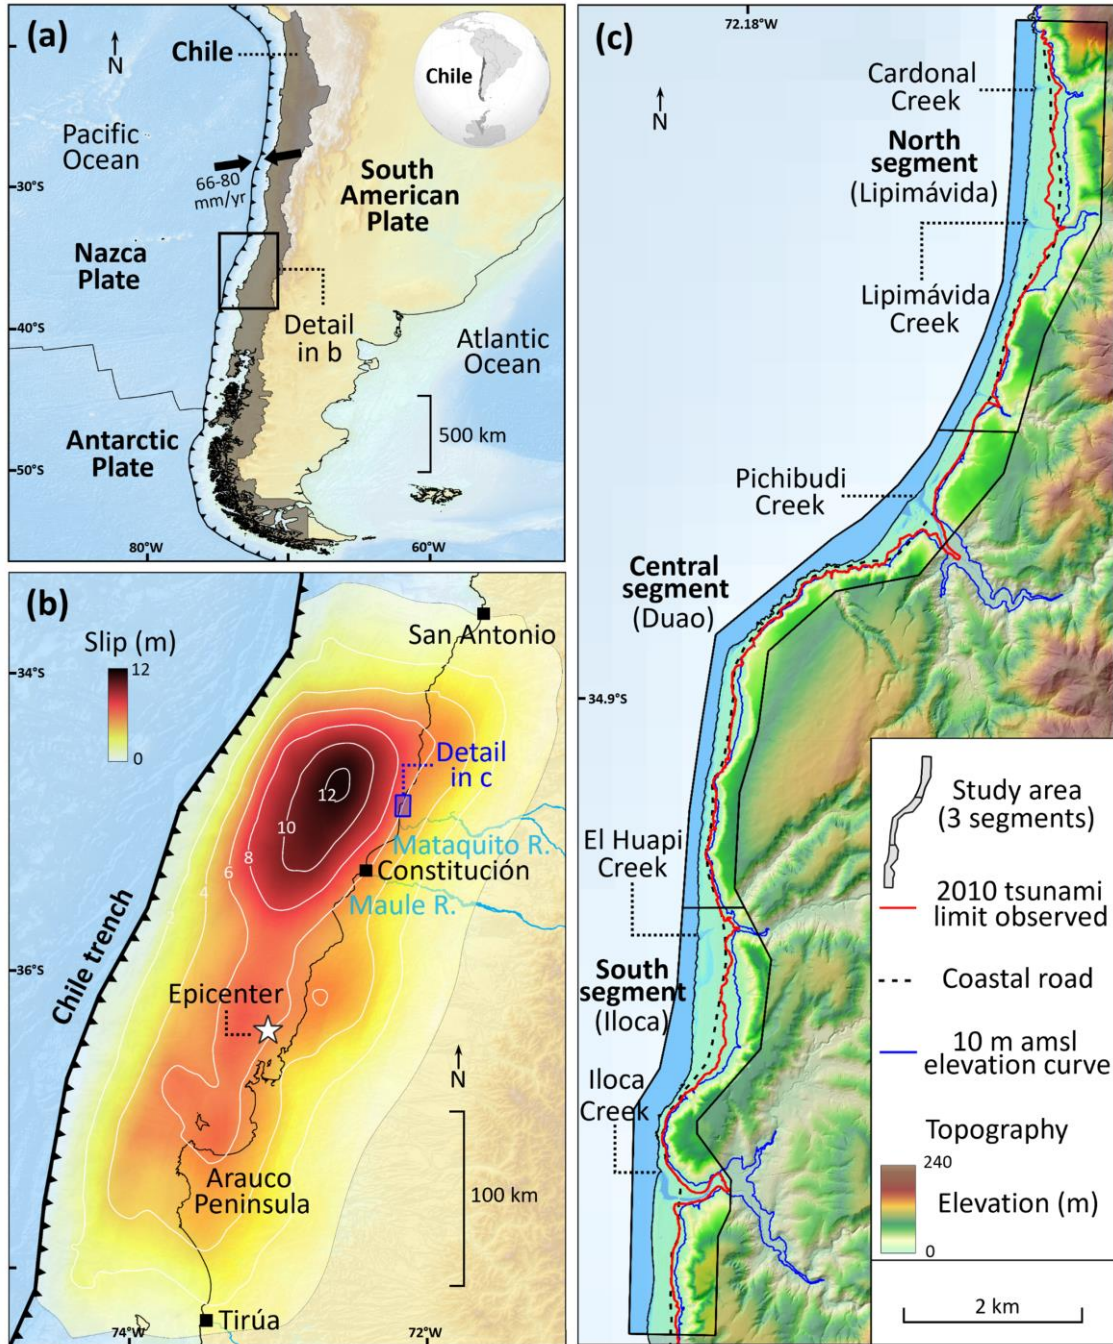 (a)
N
Chile
Chile
Pacific
Ocean
66-80
mm/yr
South
American
Plate
30°S
Nazca
Plate
Detail
in b
40°S
Atlantic
Ocean
500 km
Antarctic
Plate
50°S
80°W
60°W
(b)
Slip (m)
12
0
San Antonio
34°S
Detail
in c
12
10
8
6
4
Mataquito R.
Constitución
Maule R.
Chile trench
36°S
Epicenter
N
100 km
Arauco
Peninsula
Tirúa
74°W
72°W
(c)
72.18°W
N
Cardonal
Creek
North
segment
(Lipimávida)
Lipimávida
Creek
Pichibudi
Creek
Central
segment
(Duao)
34.9°S
El Huapi
Creek
South
segment
(Iloca)
Iloca
Creek
Study area
(3 segments)
2010 tsunami
limit observed
Coastal road
10 m amsl
elevation curve
Topography
240
Elevation (m)
0
2 km